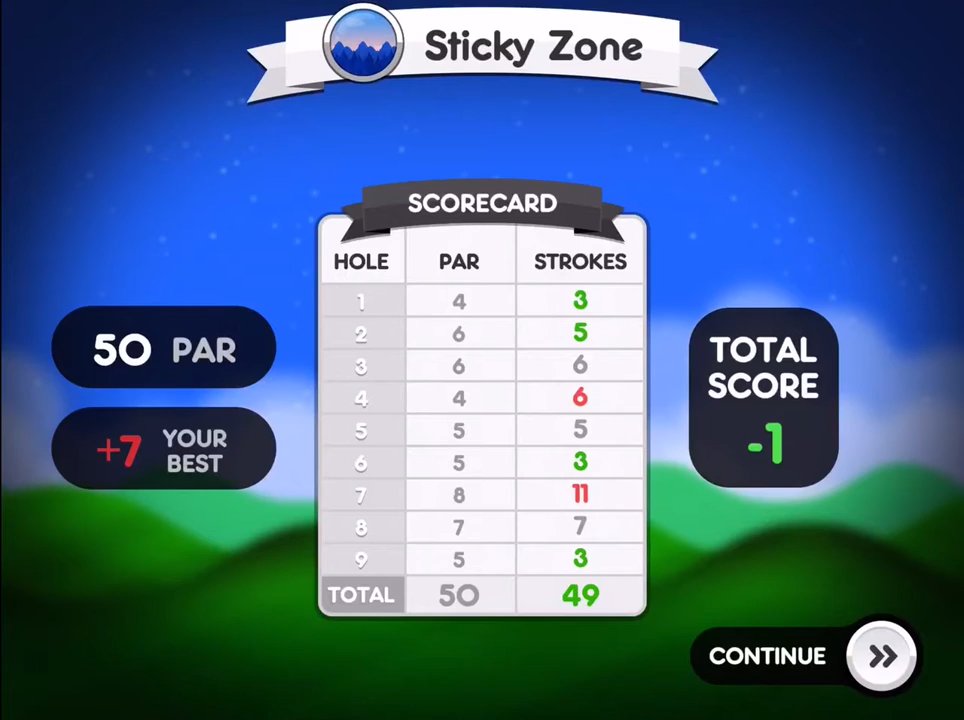 Sticky Zone
SCORECARD
HOLE PAR STROKES
1 4 3
2 6 5
3 6 6
4 4 6
5 5 5
6 5 3
7 8 11
8 7 7
9 5 3
TOTAL 50 49
50 PAR
+7 YOUR
BEST
TOTAL
SCORE
-1
CONTINUE